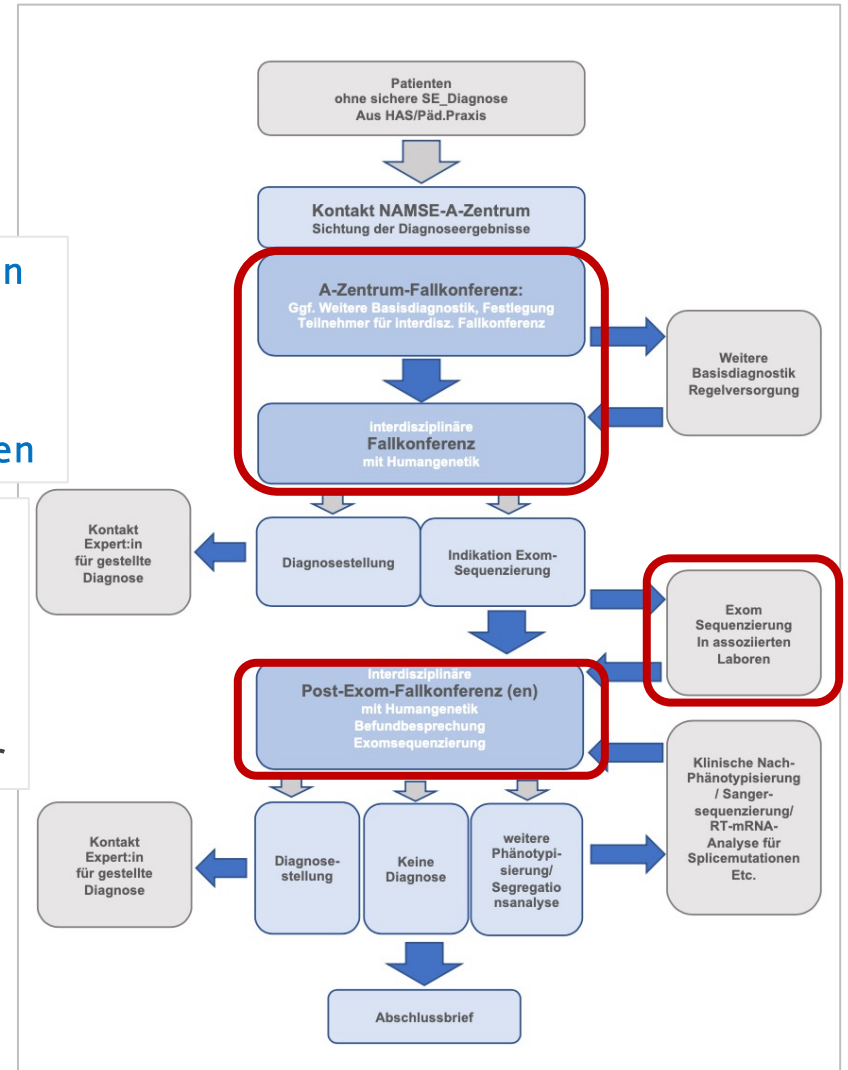 Patienten
ohne sichere SE_Diagnose
Aus HAS/Päd.Praxis
Kontakt NAMSE-A-Zentrum
Sichtung der Diagnoseergebnisse
n
A-Zentrum-Fallkonferenz:
Ggf. Weitere Basisdiagnostik, Festlegung
Teilnehmer für interdisz. Fallkonferenz
Weitere
Basisdiagnostik
Regelversorgung
interdisziplinäre
Fallkonferenz
mit Humangenetik
en
Kontakt
Expert:in
für gestellte
Diagnose
Diagnosestellung
Indikation Exom-
Sequenzierung
Exom
Sequenzierung
In assoziierten
Laboren
Interdisziplinäre
Post-Exom-Fallkonferenz (en)
mit Humangenetik
Befundbesprechung
Exomsequenzierung
Klinische Nach-
Phänotypisierung
/ Sanger-
sequenzierung/
RT-mRNA-
Analyse für
Splicemutationen
Etc.
Kontakt
Expert:in
für gestellte
Diagnose
Diagnose-
stellung
Keine
Diagnose
weitere
Phänotypi-
sierung/
Segregatio
nsanalyse
Abschlussbrief